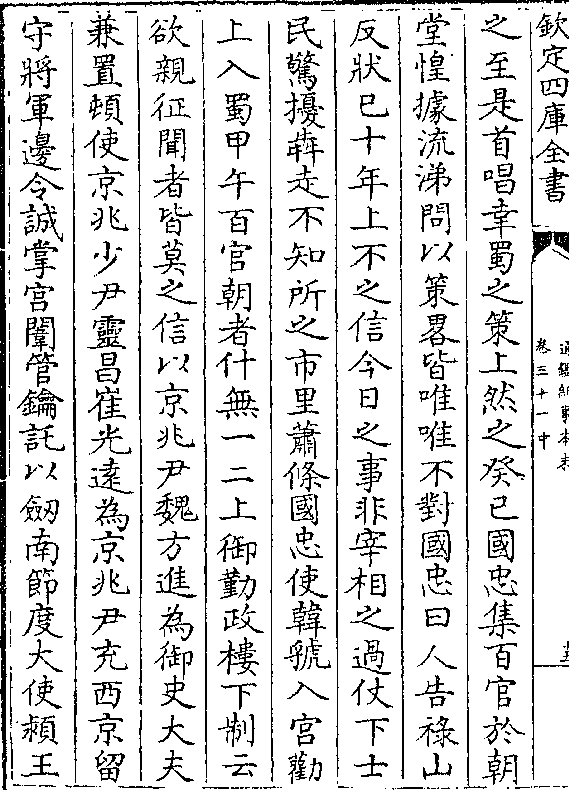 欽定四庫全書
通鑑紀事本末
卷三十一中
之至是首唱幸蜀之策上然之癸已國忠集百官於朝
堂惶據流涕問以策畧皆唯唯不對國忠曰人告祿山
反狀已十年上不之信今日之事非宰相之過仗下士
民驚擾犇走不知所之市里蕭條國忠使韓虢入宫勸
上入蜀甲午百官朝者什無一二上御勤政樓下制云
欲親征聞者皆莫之信以京兆尹魏方進為御史大夫
兼置頓使京兆少尹靈昌崔光逺為京兆尹充西京留
守將軍邊令誠掌宫闈管鑰託以劔南節度大使頴王